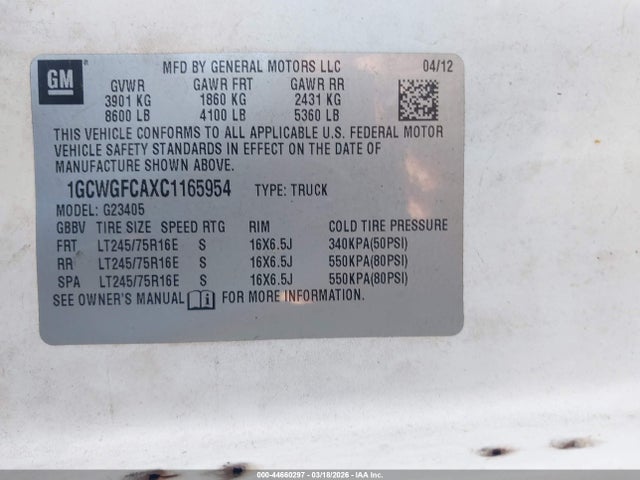 GM
MFD BY GENERAL MOTORS LLC 04/12
GVWR GAWR FRT GAWR RR
3901 KG 1860 KG 2431 KG
8600 LB 4100 LB 5360 LB
THIS VEHICLE CONFORMS TO ALL APPLICABLE U.S. FEDERAL MOTOR
VEHICLE SAFETY STANDARDS IN EFFECT ON THE DATE OF
MANUFACTURE SHOWN ABOVE.
1GCWGFCAXC1165954 TYPE: TRUCK
MODEL: G23405
GBBV TIRE SIZE SPEED RTG RIM COLD TIRE PRESSURE
FRT LT245/75R16E S 16X6.5J 340KPA(50PSI)
RR LT245/75R16E S 16X6.5J 550KPA(80PSI)
SPA LT245/75R16E S 16X6.5J 550KPA(80PSI)
SEE OWNER'S MANUAL FOR MORE INFORMATION.
000-44660297 - 03/18/2026 - Copyright IAA, LLC